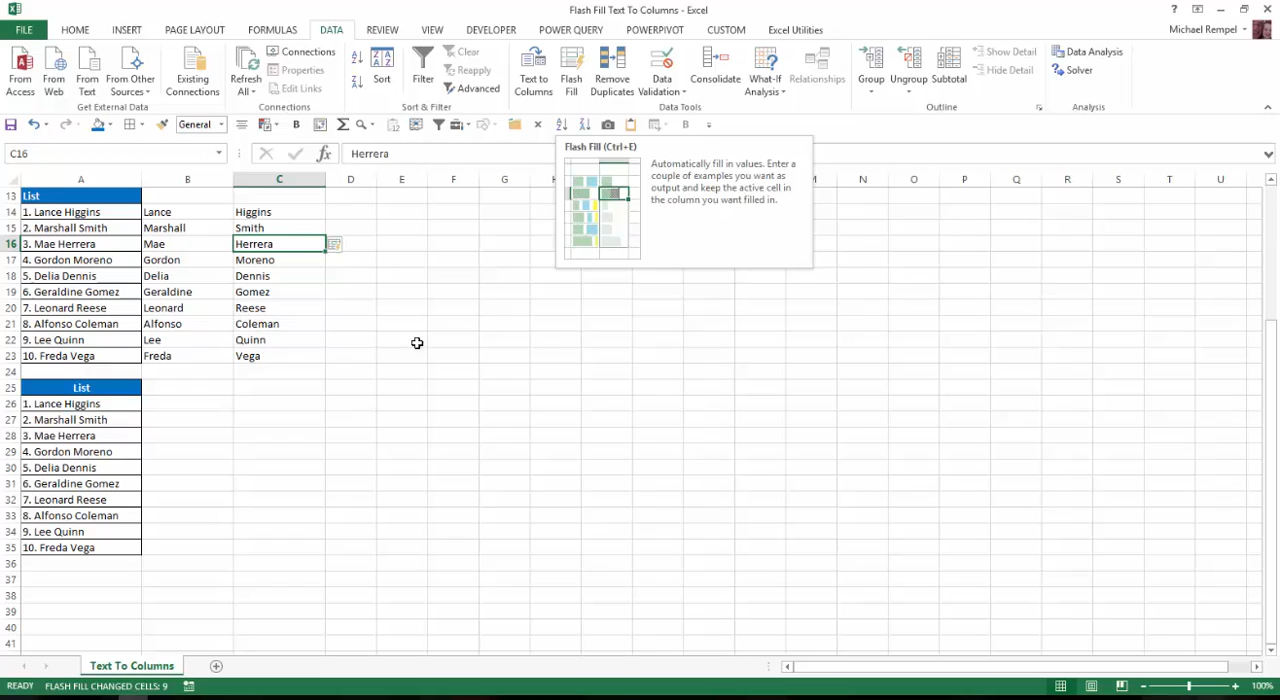 Flash Fill Text To Columns - Excel
FILE HOME INSERT PAGE LAYOUT FORMULAS DATA REVIEW VIEW DEVELOPER POWER QUERY POWERPIVOT CUSTOM Excel Utilities Michael Rempel
From Access
From Web
From Text
From Other Sources
Existing Connections
Get External Data
Refresh All
Connections
Properties
Edit Links
Connections
Sort
Filter
Clear
Reapply
Advanced
Sort & Filter
Text to Columns
Flash Fill
Remove Duplicates
Data Validation
Consolidate
What-If Analysis
Relationships
Data Tools
Group
Ungroup
Subtotal
Show Detail
Hide Detail
Outline
Data Analysis
Solver
Analysis
General
C16 Herrera
Flash Fill (Ctrl+E)
Automatically fill in values. Enter a
couple of examples you want as
output and keep the active cell in
the column you want filled in.
A B C D E F G H M N O P Q R S T U
13 List
14 1. Lance Higgins Lance Higgins
15 2. Marshall Smith Marshall Smith
16 3. Mae Herrera Mae Herrera
17 4. Gordon Moreno Gordon Moreno
18 5. Delia Dennis Delia Dennis
19 6. Geraldine Gomez Geraldine Gomez
20 7. Leonard Reese Leonard Reese
21 8. Alfonso Coleman Alfonso Coleman
22 9. Lee Quinn Lee Quinn
23 10. Freda Vega Freda Vega
24
25 List
26 1. Lance Higgins
27 2. Marshall Smith
28 3. Mae Herrera
29 4. Gordon Moreno
30 5. Delia Dennis
31 6. Geraldine Gomez
32 7. Leonard Reese
33 8. Alfonso Coleman
34 9. Lee Quinn
35 10. Freda Vega
36
37
38
39
40
41
Text To Columns
READY FLASH FILL CHANGED CELLS: 9 100%